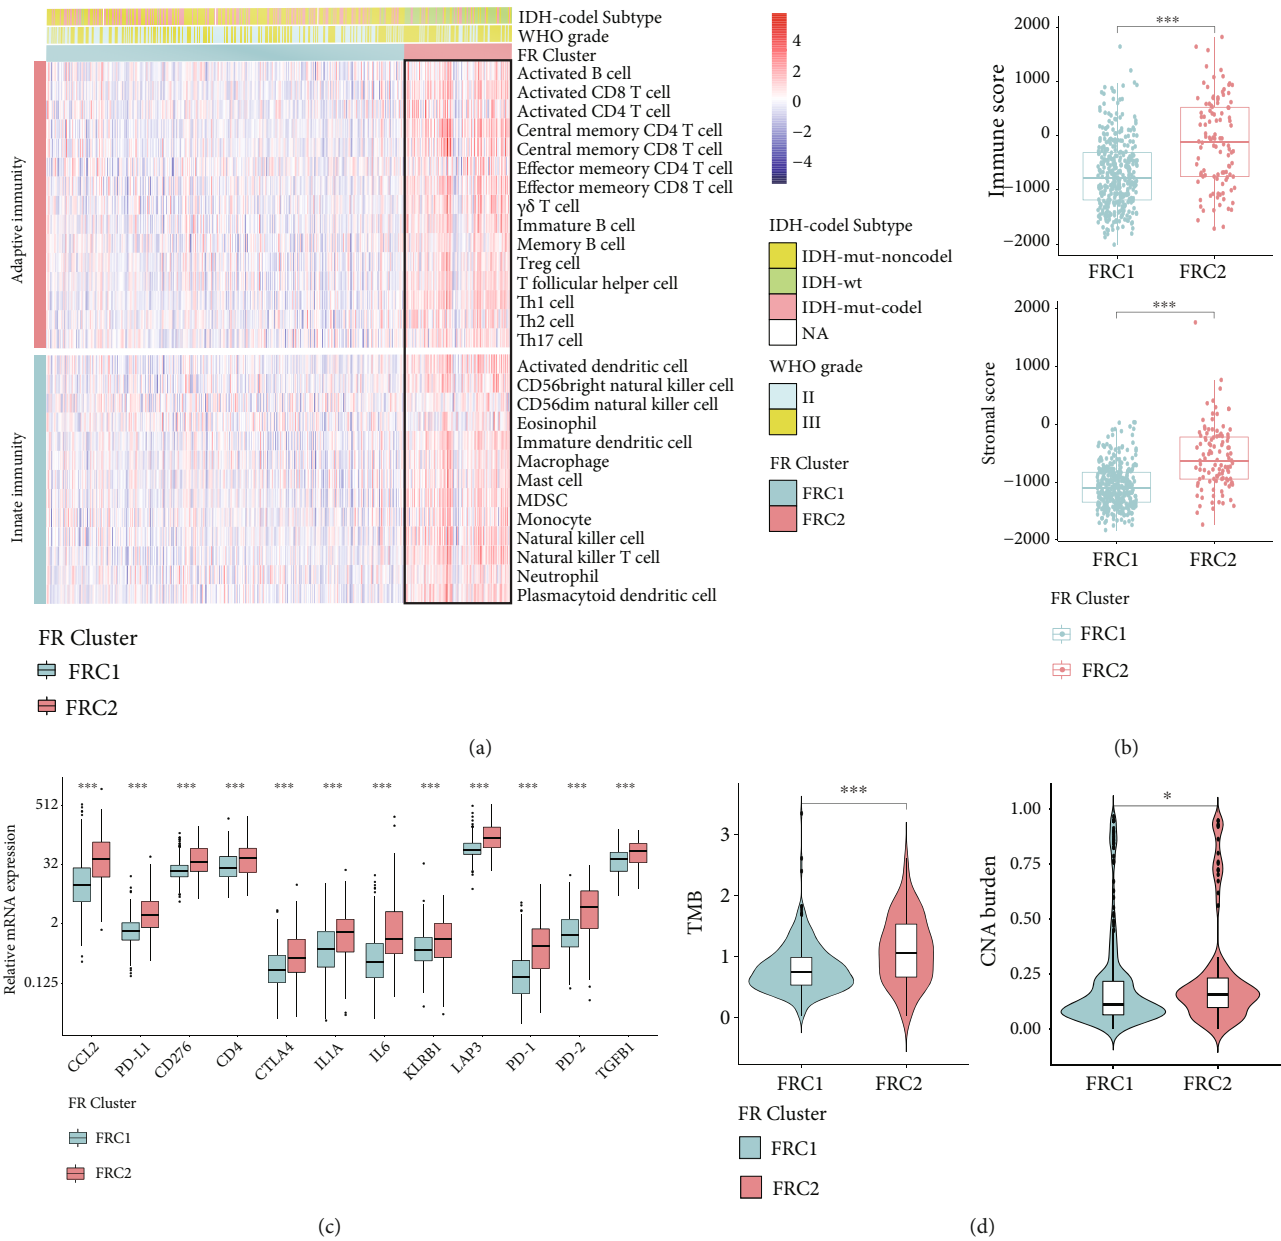 IDH-codel Subtype
WHO grade
FR Cluster
Activated B cell
Activated CD8 T cell
Activated CD4 T cell
Central memory CD4 T cell
Central memory CD8 T cell
Effector memeory CD4 T cell
Effector memeory CD8 T cell
γδ T cell
Immature B cell
Memory B cell
Treg cell
T follicular helper cell
Th1 cell
Th2 cell
Th17 cell
Activated dendritic cell
CD56bright natural killer cell
CD56dim natural killer cell
Eosinophil
Immature dendritic cell
Macrophage
Mast cell
MDSC
Monocyte
Natural killer cell
Natural killer T cell
Neutrophil
Plasmacytoid dendritic cell
Adaptive immunity
Innate immunity
4
2
0
−2
−4
IDH-codel Subtype
IDH-mut-noncodel
IDH-wt
IDH-mut-codel
NA
WHO grade
II
III
FR Cluster
FRC1
FRC2
FR Cluster
FRC1
FRC2
(a)
Immune score
2000
1000
0
−1000
−2000
***
FRC1 FRC2
Stromal score
2000
1000
0
−1000
−2000
***
FRC1 FRC2
FR Cluster
FRC1
FRC2
(b)
Relative mRNA expression
512
32
2
0.125
*** *** *** *** *** *** *** *** *** *** *** ***
CCL2 PD-L1 CD276 CD4 CTLA4 IL1A IL6 KLRB1 LAP3 PD-1 PD-2 TGFB1
FR Cluster
FRC1
FRC2
(c)
TMB
3
2
1
0
***
FRC1 FRC2
CNA burden
1.00
0.75
0.50
0.25
0.00
*
FRC1 FRC2
FR Cluster
FRC1
FRC2
(d)